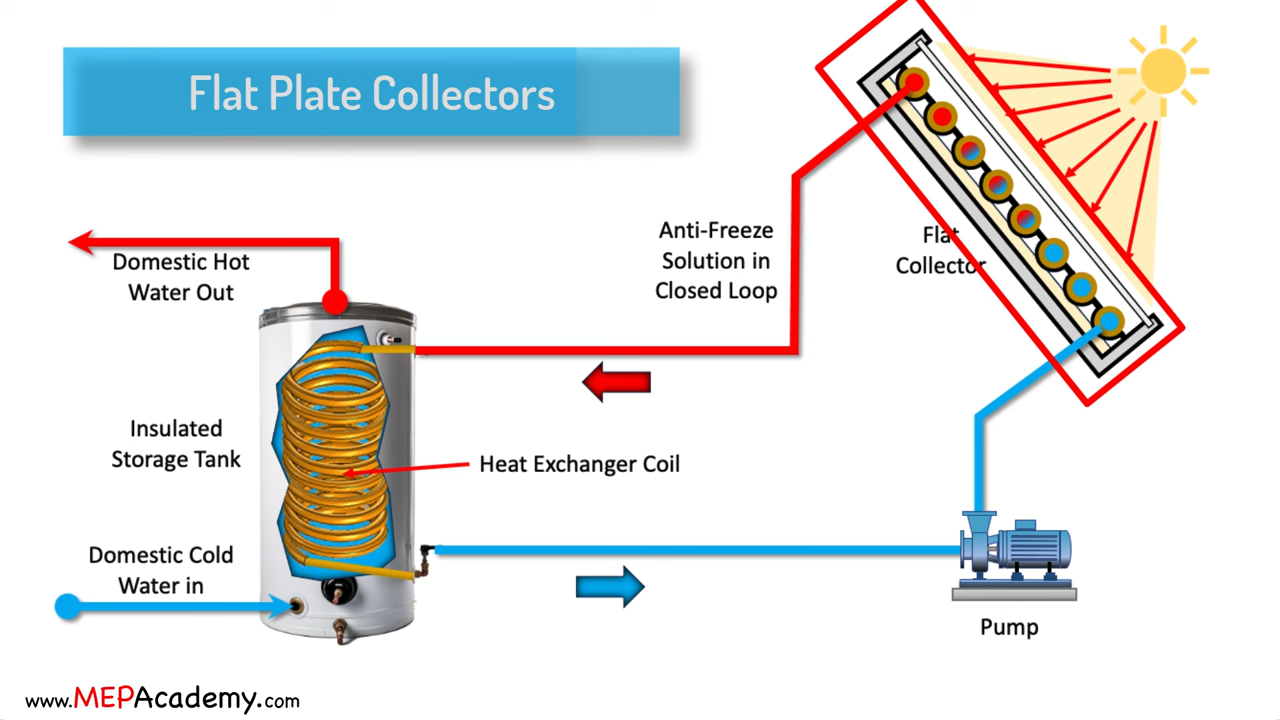 Flat Plate Collectors
Anti-Freeze
Solution in
Closed Loop
Flat
Collector
Domestic Hot
Water Out
Insulated
Storage Tank
Heat Exchanger Coil
Domestic Cold
Water in
Pump
www.MEPAcademy.com